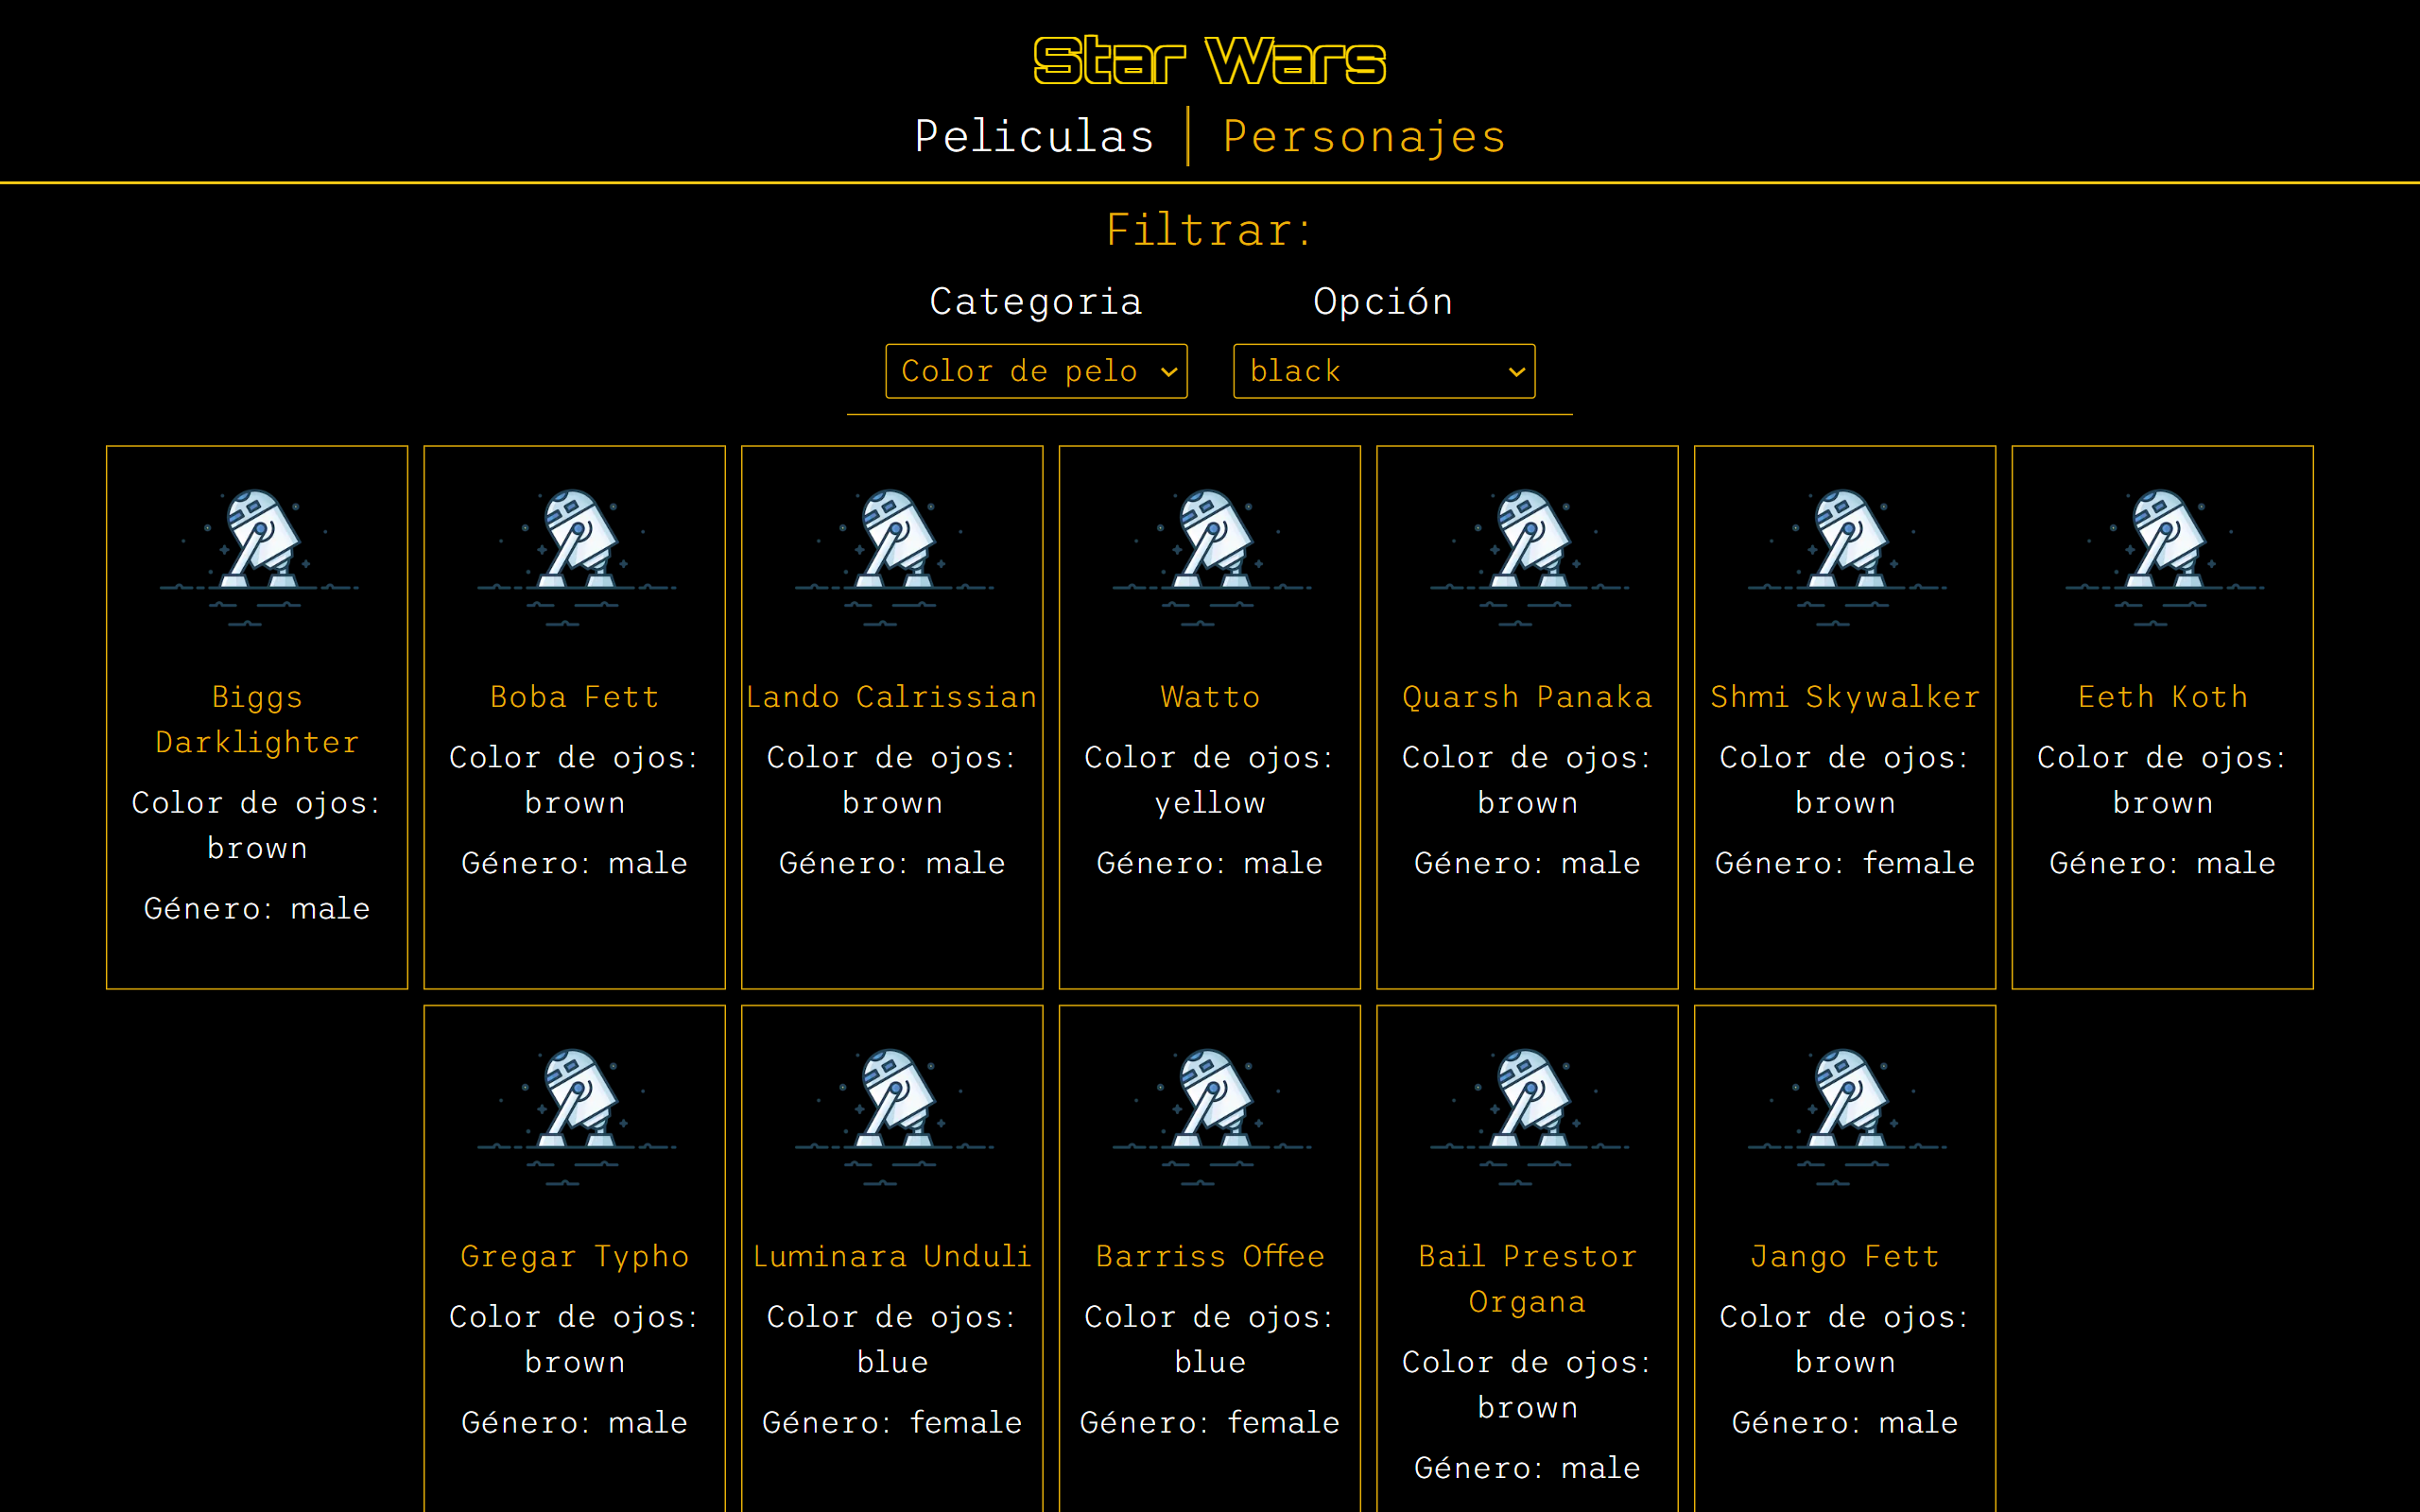 Star Wars
Peliculas
Personajes
Filtrar:
Categoria
Opción
Color de pelo
black
Biggs
Darklighter
Color de ojos:
brown
Género: male
Boba Fett
Color de ojos:
brown
Género: male
Lando Calrissian
Color de ojos:
brown
Género: male
Watto
Color de ojos:
yellow
Género: male
Quarsh Panaka
Color de ojos:
brown
Género: male
Shmi Skywalker
Color de ojos:
brown
Género: female
Eeth Koth
Color de ojos:
brown
Género: male
Gregar Typho
Color de ojos:
brown
Género: male
Luminara Unduli
Color de ojos:
blue
Género: female
Barriss Offee
Color de ojos:
blue
Género: female
Bail Prestor
Organa
Color de ojos:
brown
Género: male
Jango Fett
Color de ojos:
brown
Género: male